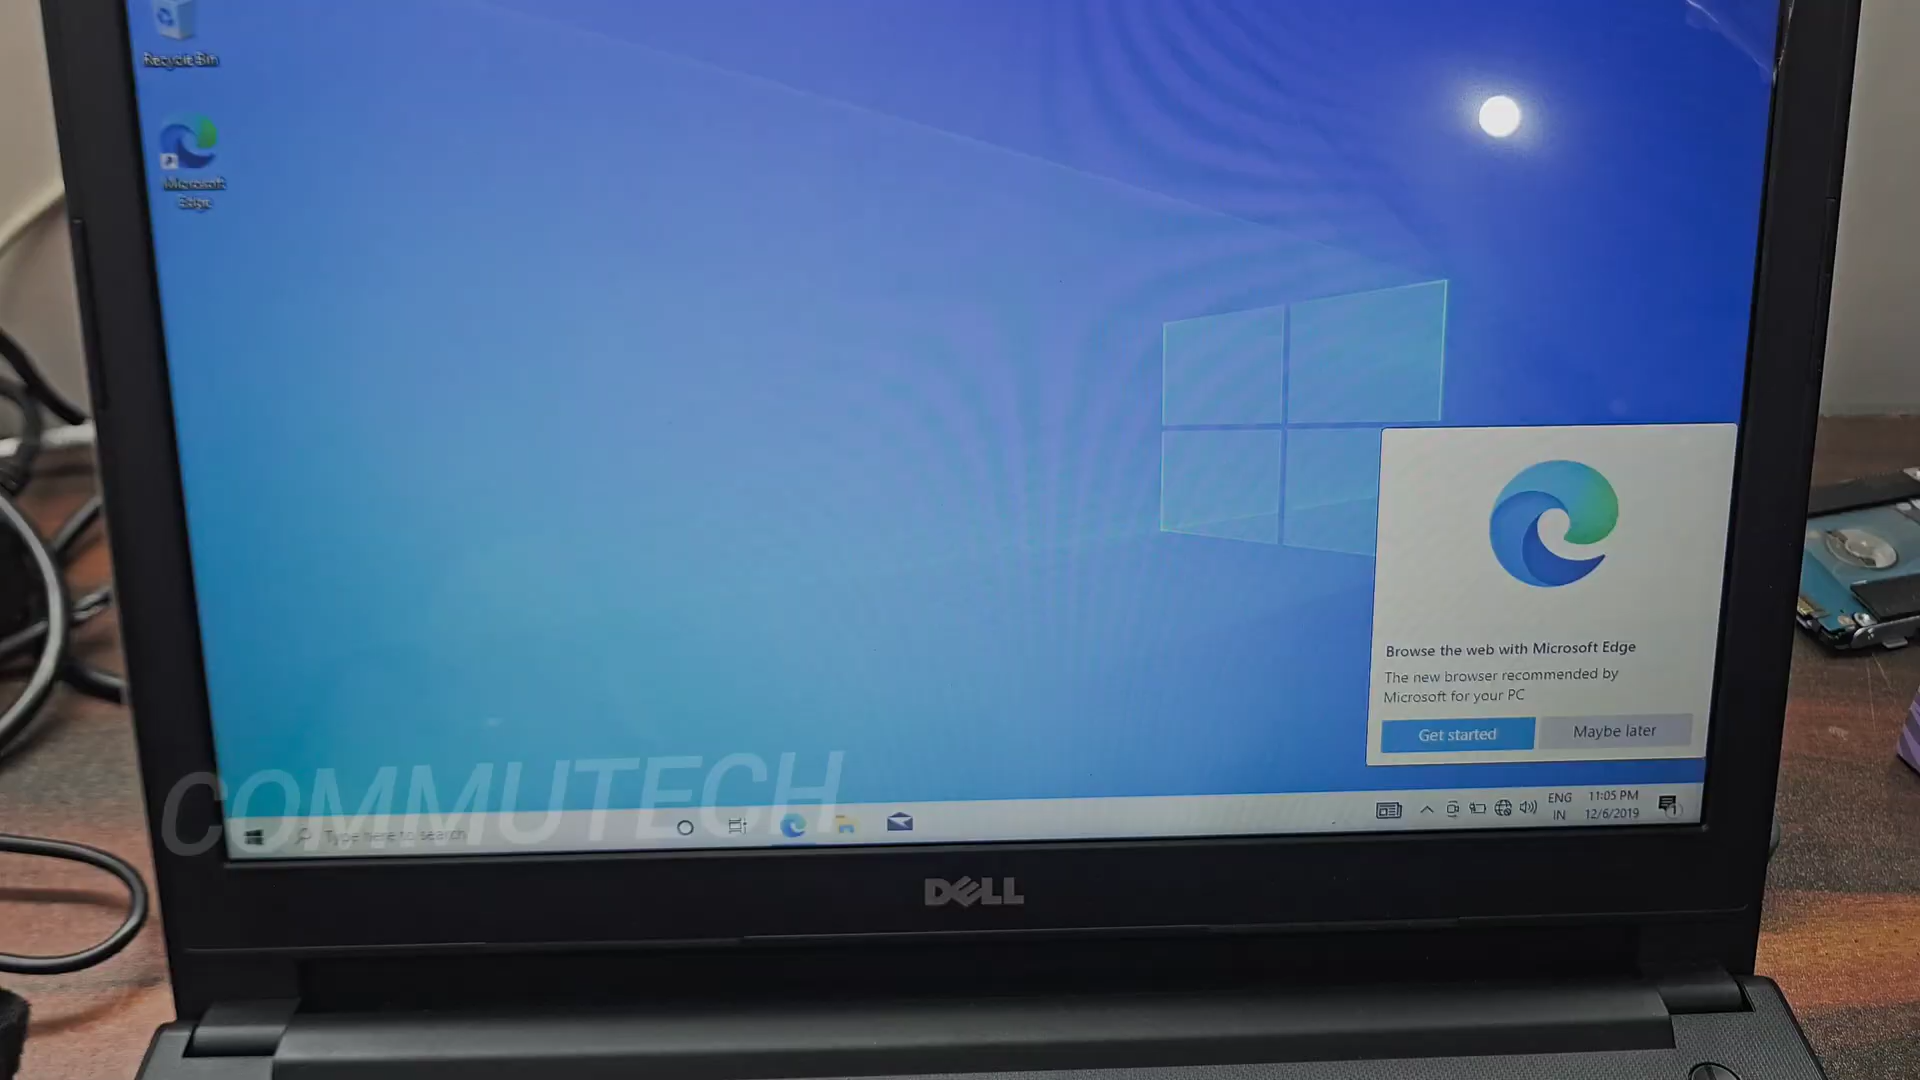 Recycle Bin
Microsoft
Edge
Browse the web with Microsoft Edge
The new browser recommended by
Microsoft for your PC
Get started
Maybe later
COMMUTECH
Type here to search
ENG
IN
11:05 PM
12/6/2019
1
DELL